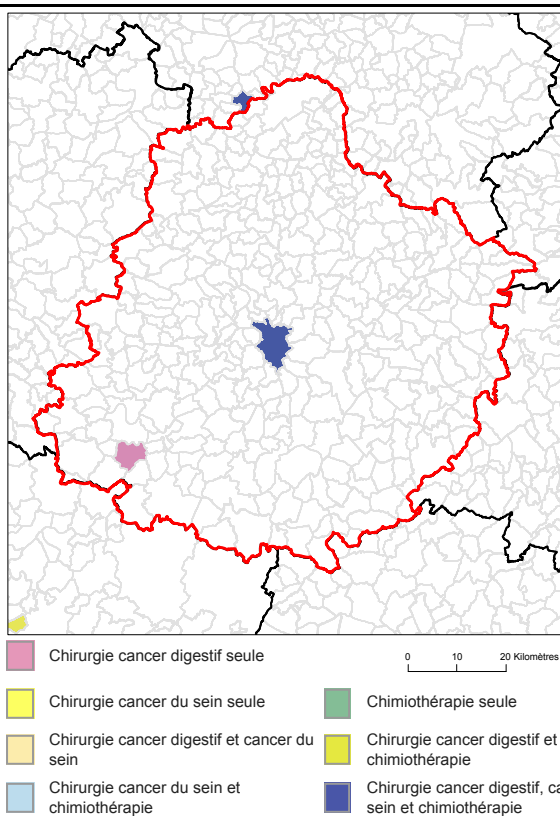 Chirurgie cancer digestif seule
0 10 20 Kilomètres
Chirurgie cancer du sein seule
Chimiothérapie seule
Chirurgie cancer digestif et cancer du
sein
Chirurgie cancer digestif et
chimiothérapie
Chirurgie cancer du sein et
chimiothérapie
Chirurgie cancer digestif, ca
sein et chimiothérapie